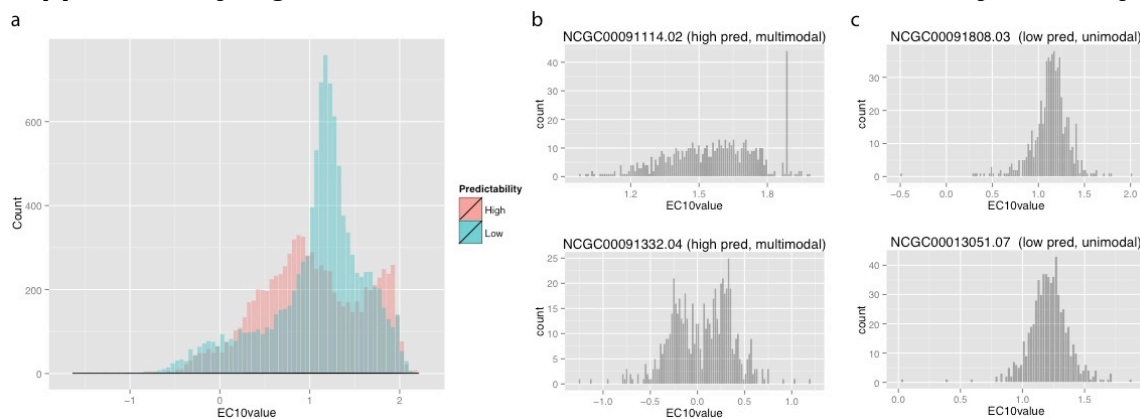 a
600
400
200
0
Count
−1
0
1
2
EC10value
Predictability
High
Low
b
NCGC00091114.02 (high pred, multimodal)
40
30
20
10
0
count
1.2
1.5
1.8
EC10value
NCGC00091332.04 (high pred, multimodal)
25
20
15
10
5
0
count
−1.0
−0.5
0.0
0.5
1.0
EC10value
c
NCGC00091808.03 (low pred, unimodal)
30
20
10
0
count
−0.5
0.0
0.5
1.0
1.5
2.0
EC10value
NCGC00013051.07 (low pred, unimodal)
40
30
20
10
0
count
0.0
0.5
1.0
1.5
EC10value